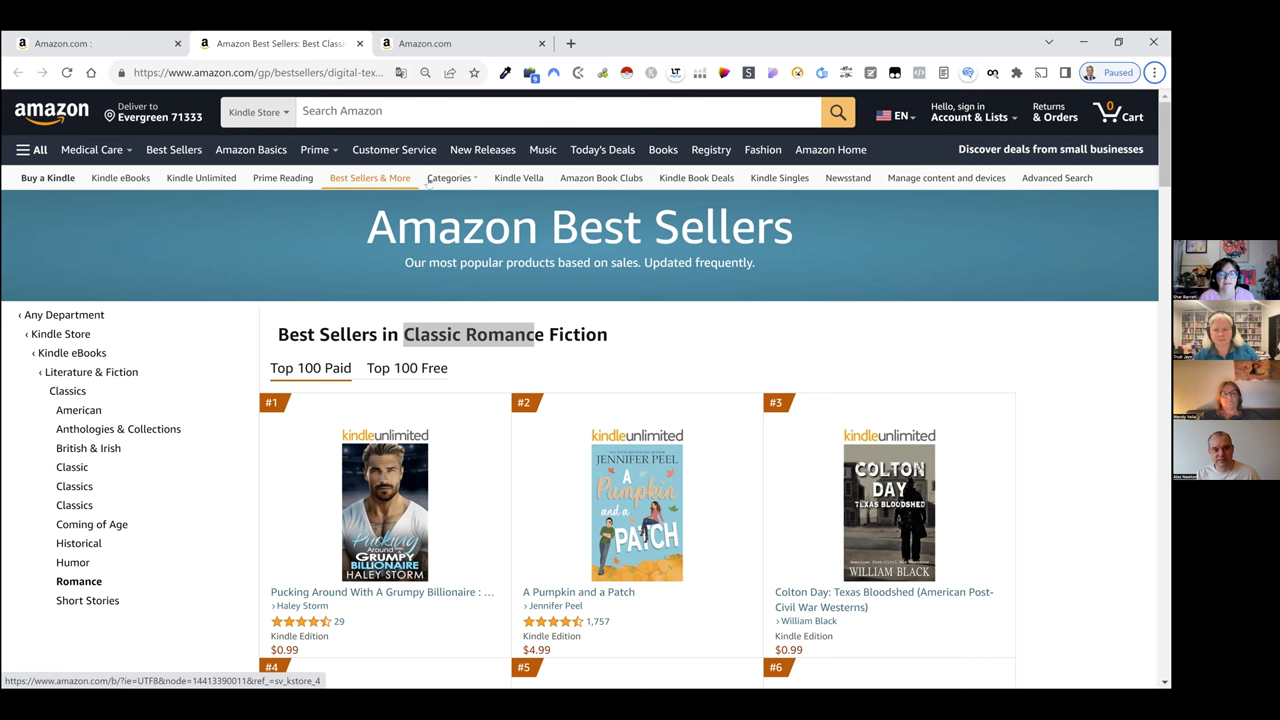 Amazon.com :
Amazon Best Sellers: Best Classi
Amazon.com
https://www.amazon.com/gp/bestsellers/digital-tex...
9
Paused
amazon
Deliver to
Evergreen 71333
Kindle Store
Search Amazon
EN
Hello, sign in
Account & Lists
Returns
& Orders
0
Cart
All Medical Care Best Sellers Amazon Basics Prime Customer Service New Releases Music Today's Deals Books Registry Fashion Amazon Home
Discover deals from small businesses
Buy a Kindle Kindle eBooks Kindle Unlimited Prime Reading Best Sellers & More Categories Kindle Vella Amazon Book Clubs Kindle Book Deals Kindle Singles Newsstand Manage content and devices Advanced Search
Amazon Best Sellers
Our most popular products based on sales. Updated frequently.
‹ Any Department
‹ Kindle Store
‹ Kindle eBooks
‹ Literature & Fiction
Classics
American
Anthologies & Collections
British & Irish
Classic
Classics
Classics
Coming of Age
Historical
Humor
Romance
Short Stories
Best Sellers in Classic Romance Fiction
Top 100 Paid Top 100 Free
#1
kindleunlimited
Pucking
Around With A
GRUMPY
BILLIONAIRE
HALEY STORM
Pucking Around With A Grumpy Billionaire : ...
› Haley Storm
29
Kindle Edition
$0.99
#2
kindleunlimited
JENNIFER PEEL
A
Pumpkin
and a
PATCH
A Pumpkin and a Patch
› Jennifer Peel
1,757
Kindle Edition
$4.99
#3
kindleunlimited
COLTON
DAY
TEXAS BLOODSHED
WILLIAM BLACK
Colton Day: Texas Bloodshed (American Post-
Civil War Westerns)
› William Black
Kindle Edition
$0.99
#4
#5
#6
https://www.amazon.com/b/?ie=UTF8&node=14413390011&ref_=sv_kstore_4
Shar Barratt
Trudi Jaye
Wendy Vella
Alex Newton